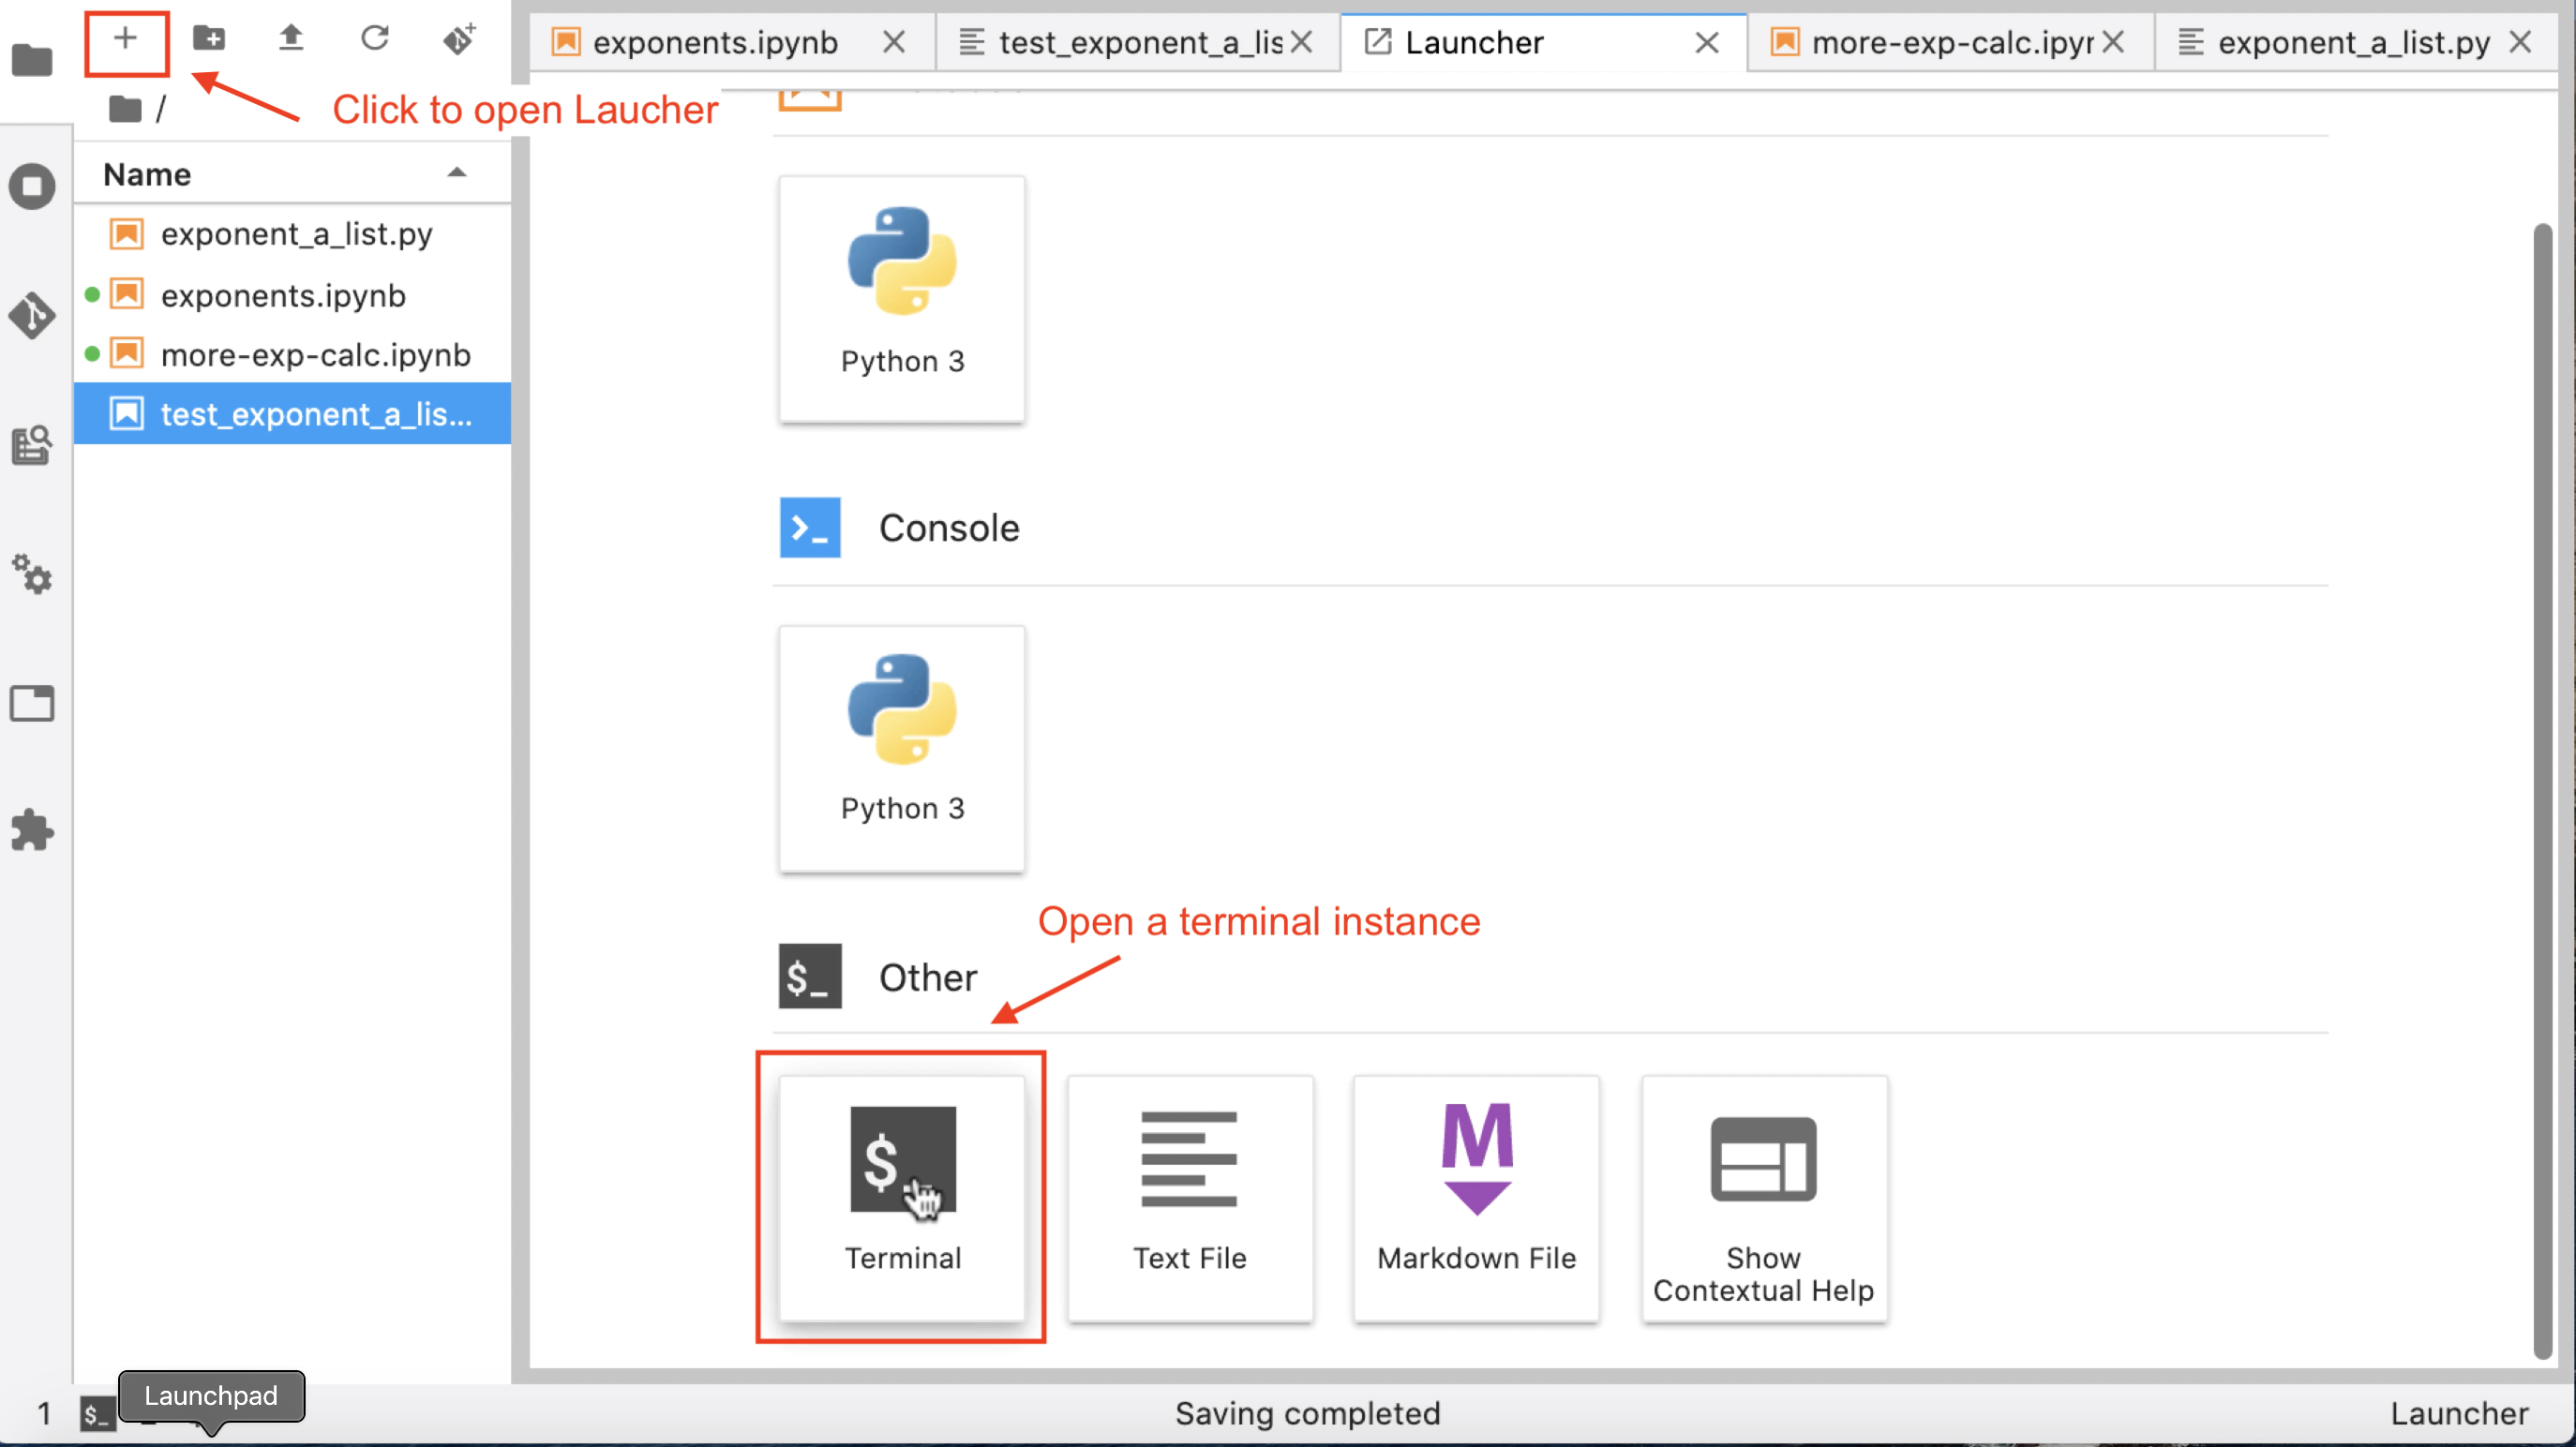 exponents.ipynb
test_exponent_a_lis
Launcher
more-exp-calc.ipyr
exponent_a_list.py
/
Click to open Laucher
Name
exponent_a_list.py
exponents.ipynb
more-exp-calc.ipynb
test_exponent_a_lis...
Python 3
>_ Console
Python 3
Open a terminal instance
$_ Other
$_
Terminal
Text File
M
Markdown File
Show
Contextual Help
1
$_
Launchpad
Saving completed
Launcher